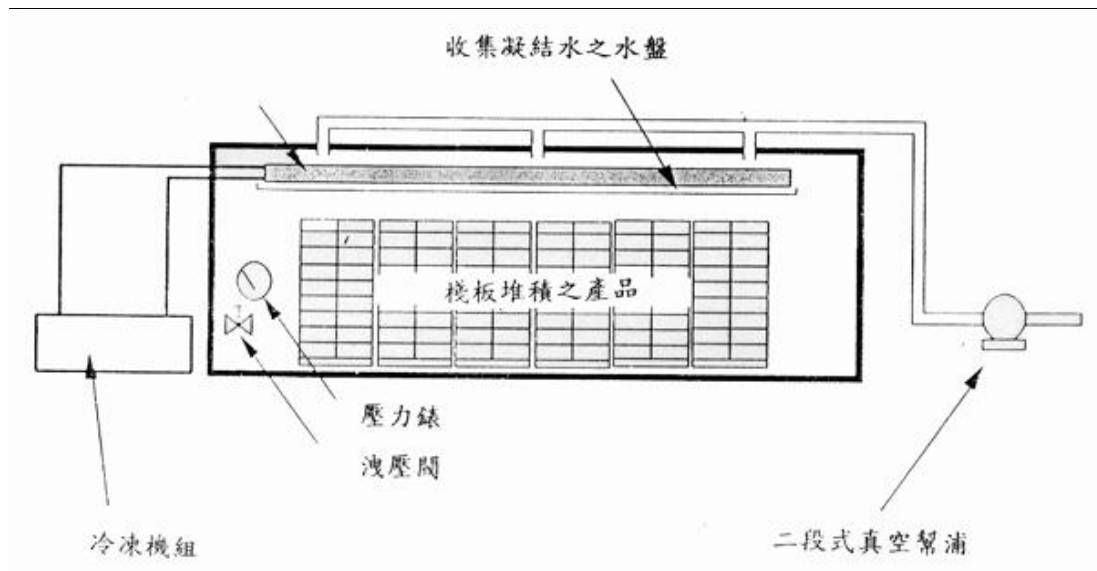 收集凝結水之水盤
棧板堆積之產品
壓力錶
洩壓閥
冷凍機組
二段式真空幫浦